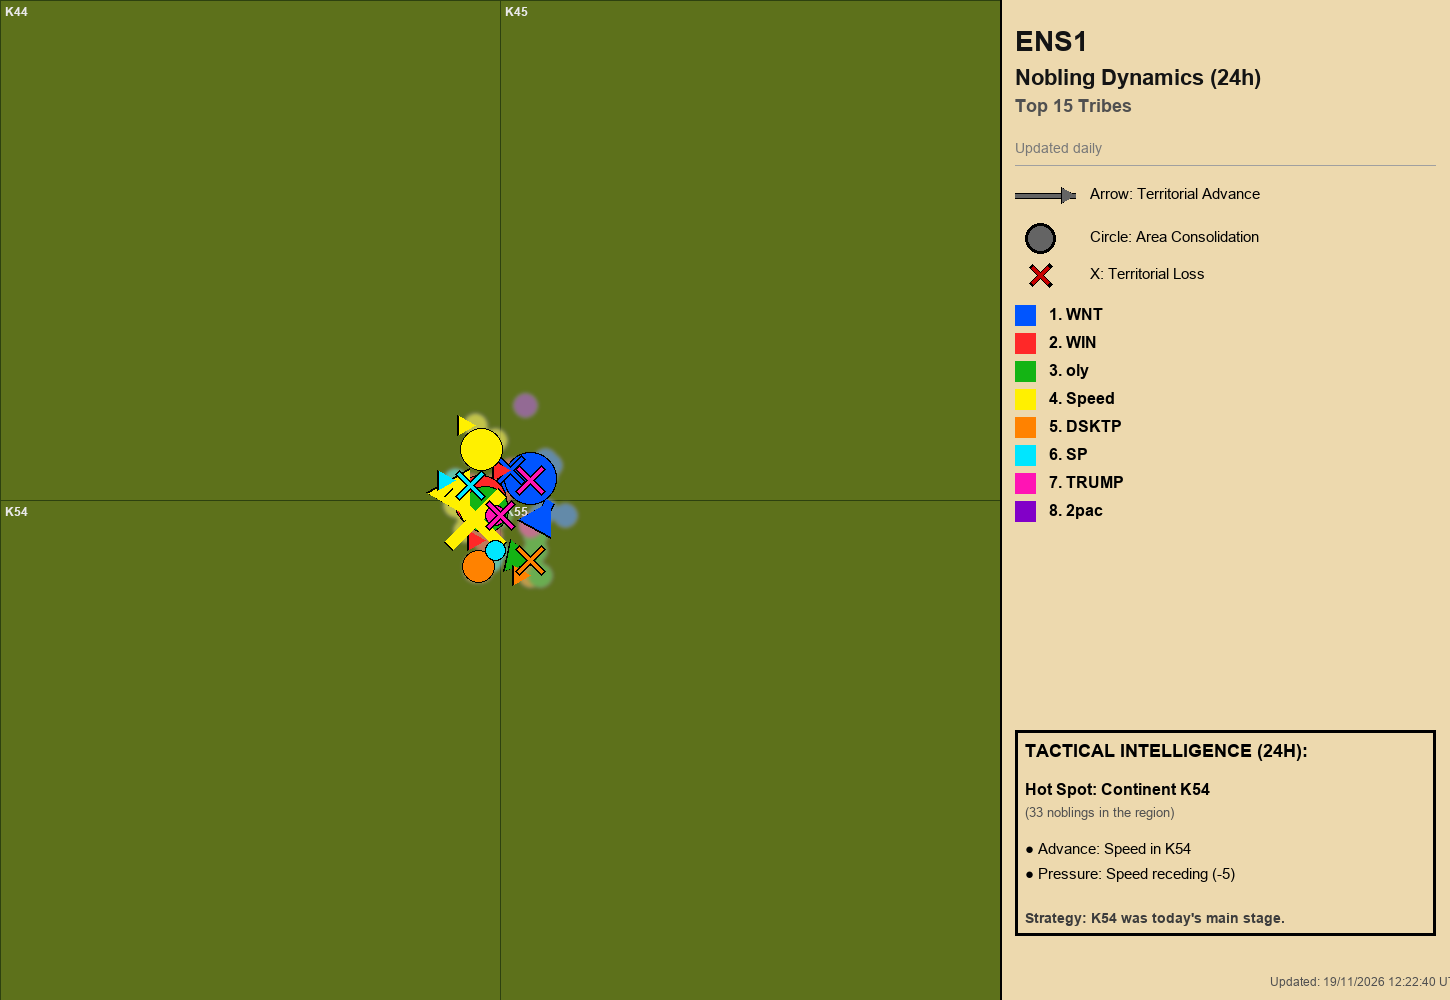 K44
K45
K54
K55
ENS1
Nobling Dynamics (24h)
Top 15 Tribes
Updated daily
Arrow: Territorial Advance
Circle: Area Consolidation
X: Territorial Loss
1. WNT
2. WIN
3. oly
4. Speed
5. DSKTP
6. SP
7. TRUMP
8. 2pac
TACTICAL INTELLIGENCE (24H):
Hot Spot: Continent K54
(33 noblings in the region)
● Advance: Speed in K54
● Pressure: Speed receding (-5)
Strategy: K54 was today's main stage.
Updated: 19/11/2026 12:22:40